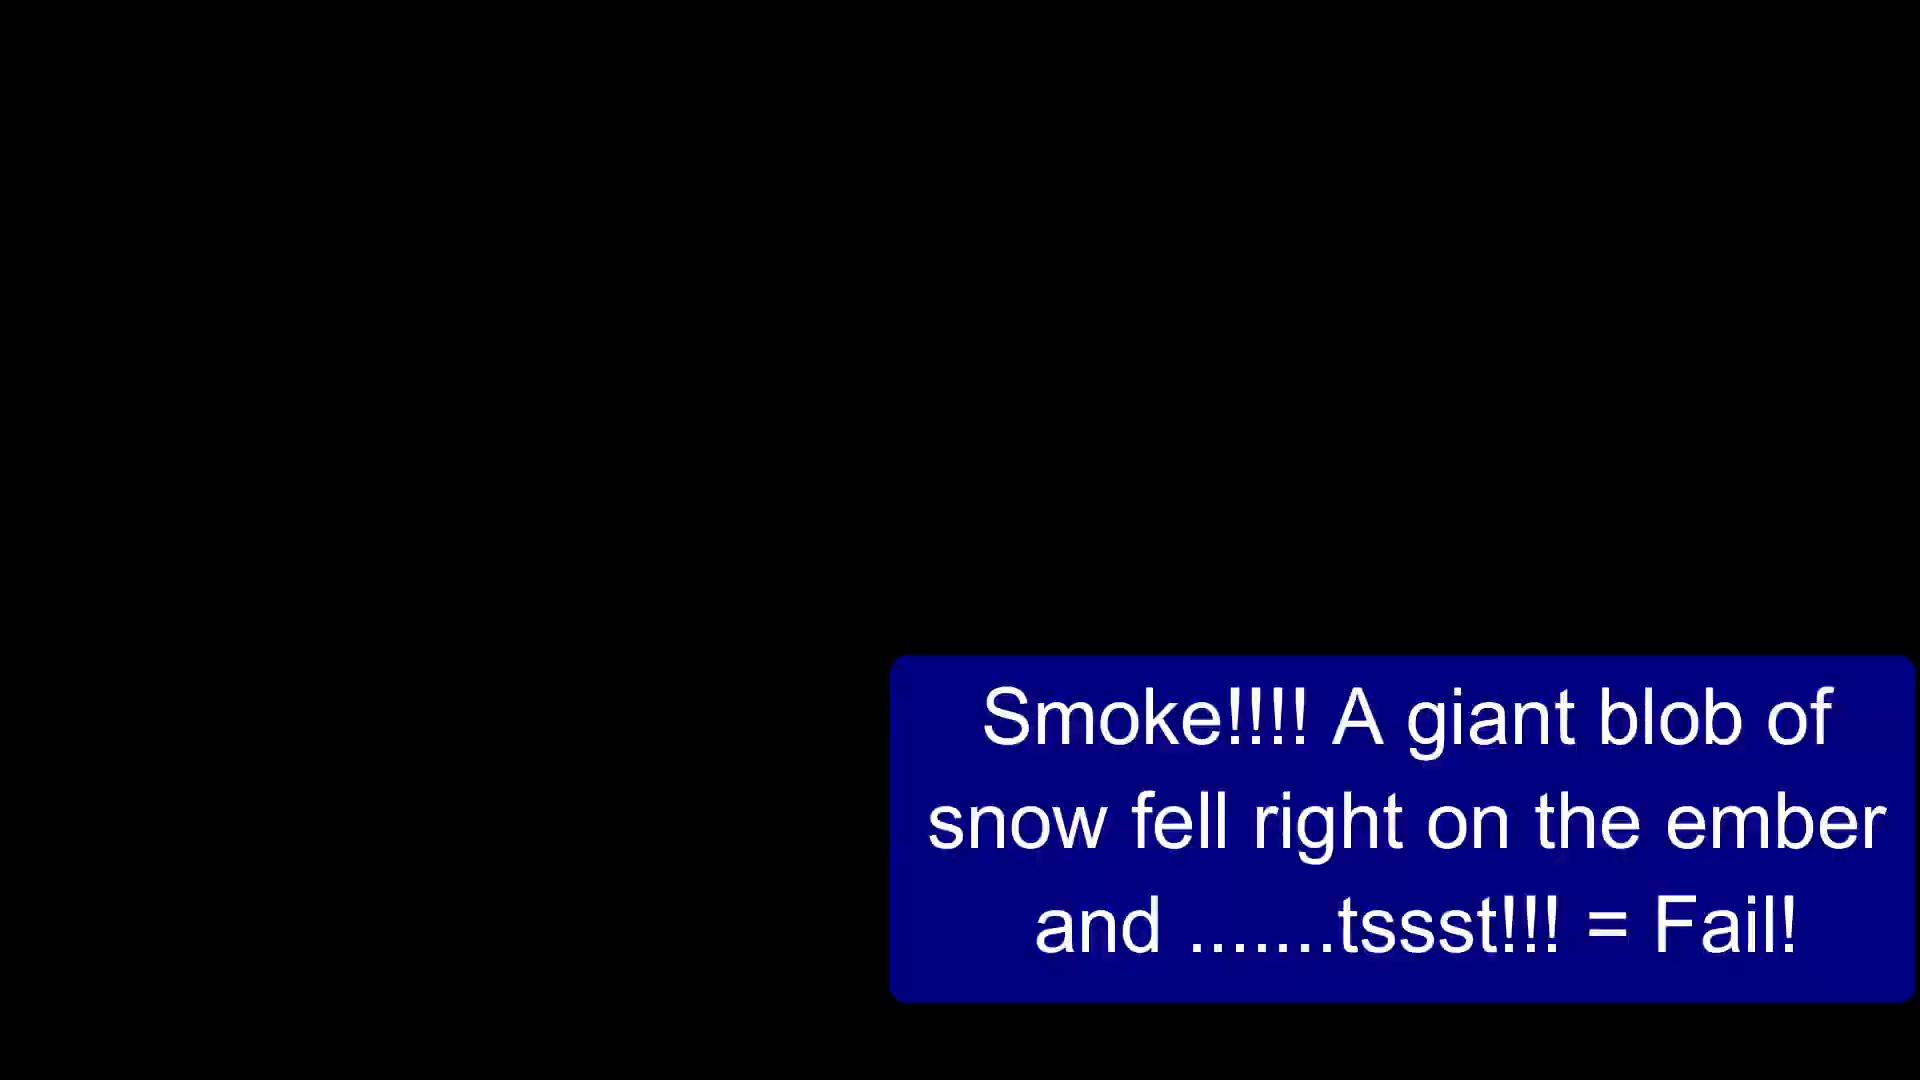 Smoke!!!! A giant blob of
snow fell right on the ember
and .......tssst!!! = Fail!